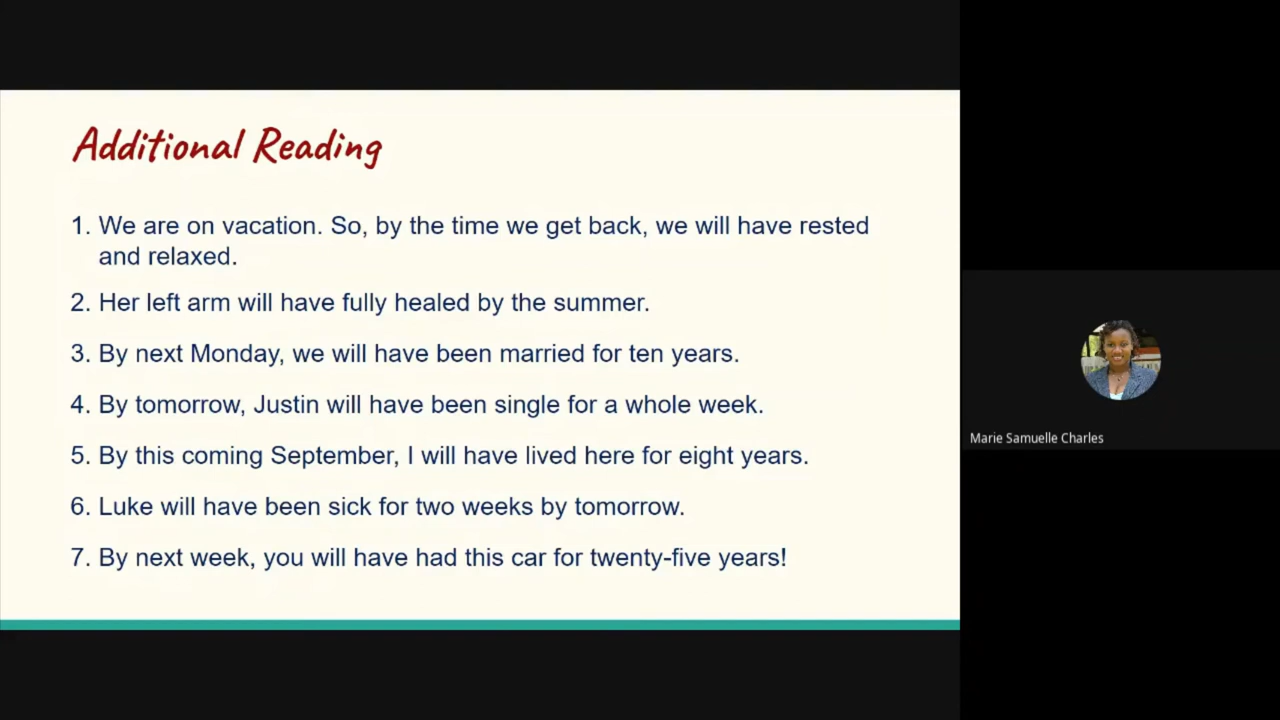 Additional Reading
1. We are on vacation. So, by the time we get back, we will have rested
and relaxed.
2. Her left arm will have fully healed by the summer.
3. By next Monday, we will have been married for ten years.
4. By tomorrow, Justin will have been single for a whole week.
5. By this coming September, I will have lived here for eight years.
6. Luke will have been sick for two weeks by tomorrow.
7. By next week, you will have had this car for twenty-five years!
Marie Samuelle Charles